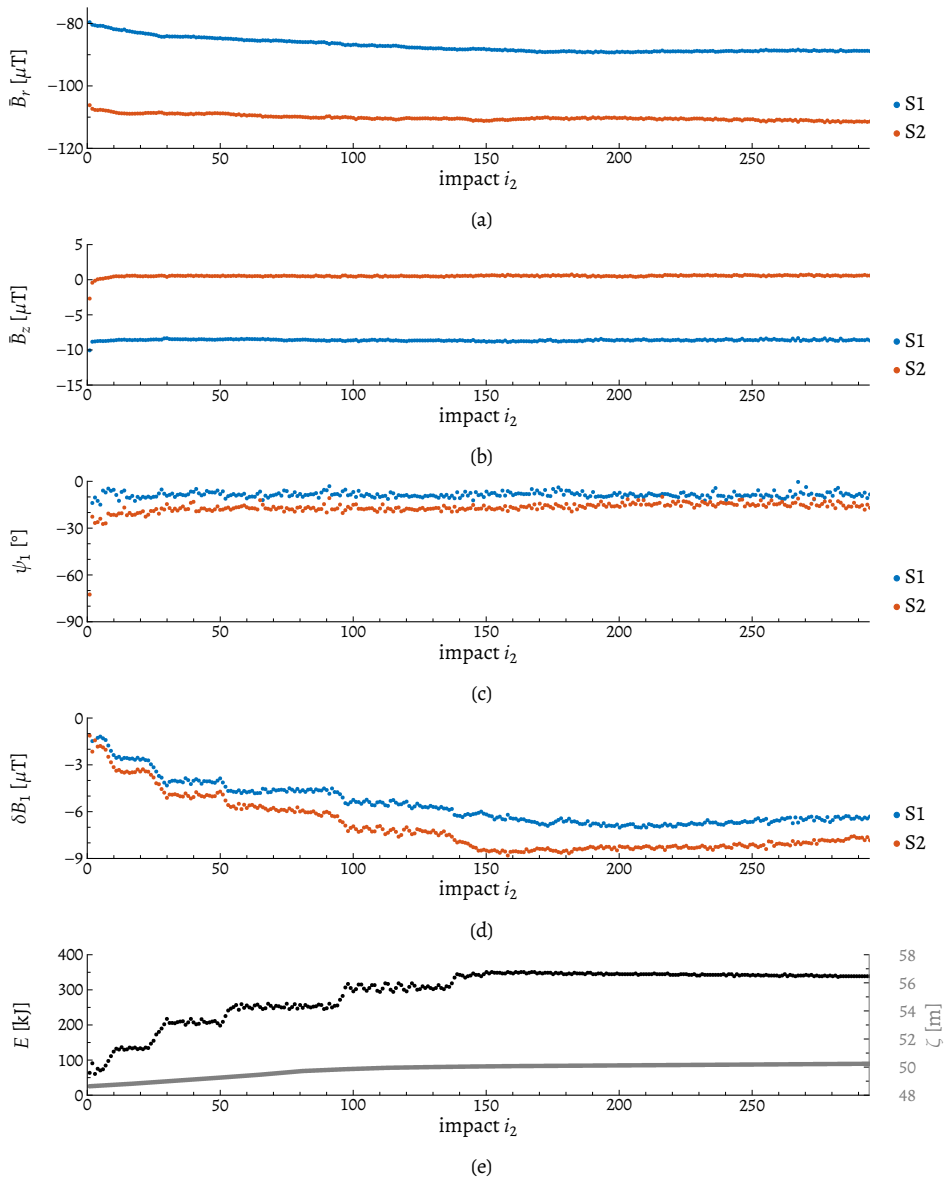 −80
−100
−120
B̄r [µT]
0 50 100 150 200 250
impact i2
S1
S2
(a)
5
0
−5
−10
−15
B̄z [µT]
0 50 100 150 200 250
impact i2
S1
S2
(b)
0
−30
−60
−90
ψ1 [°]
0 50 100 150 200 250
impact i2
S1
S2
(c)
0
−3
−6
−9
δB1 [µT]
0 50 100 150 200 250
impact i2
S1
S2
(d)
400
300
200
100
0
E [kJ]
58
56
54
52
50
48
ζ [m]
0 50 100 150 200 250
impact i2
(e)